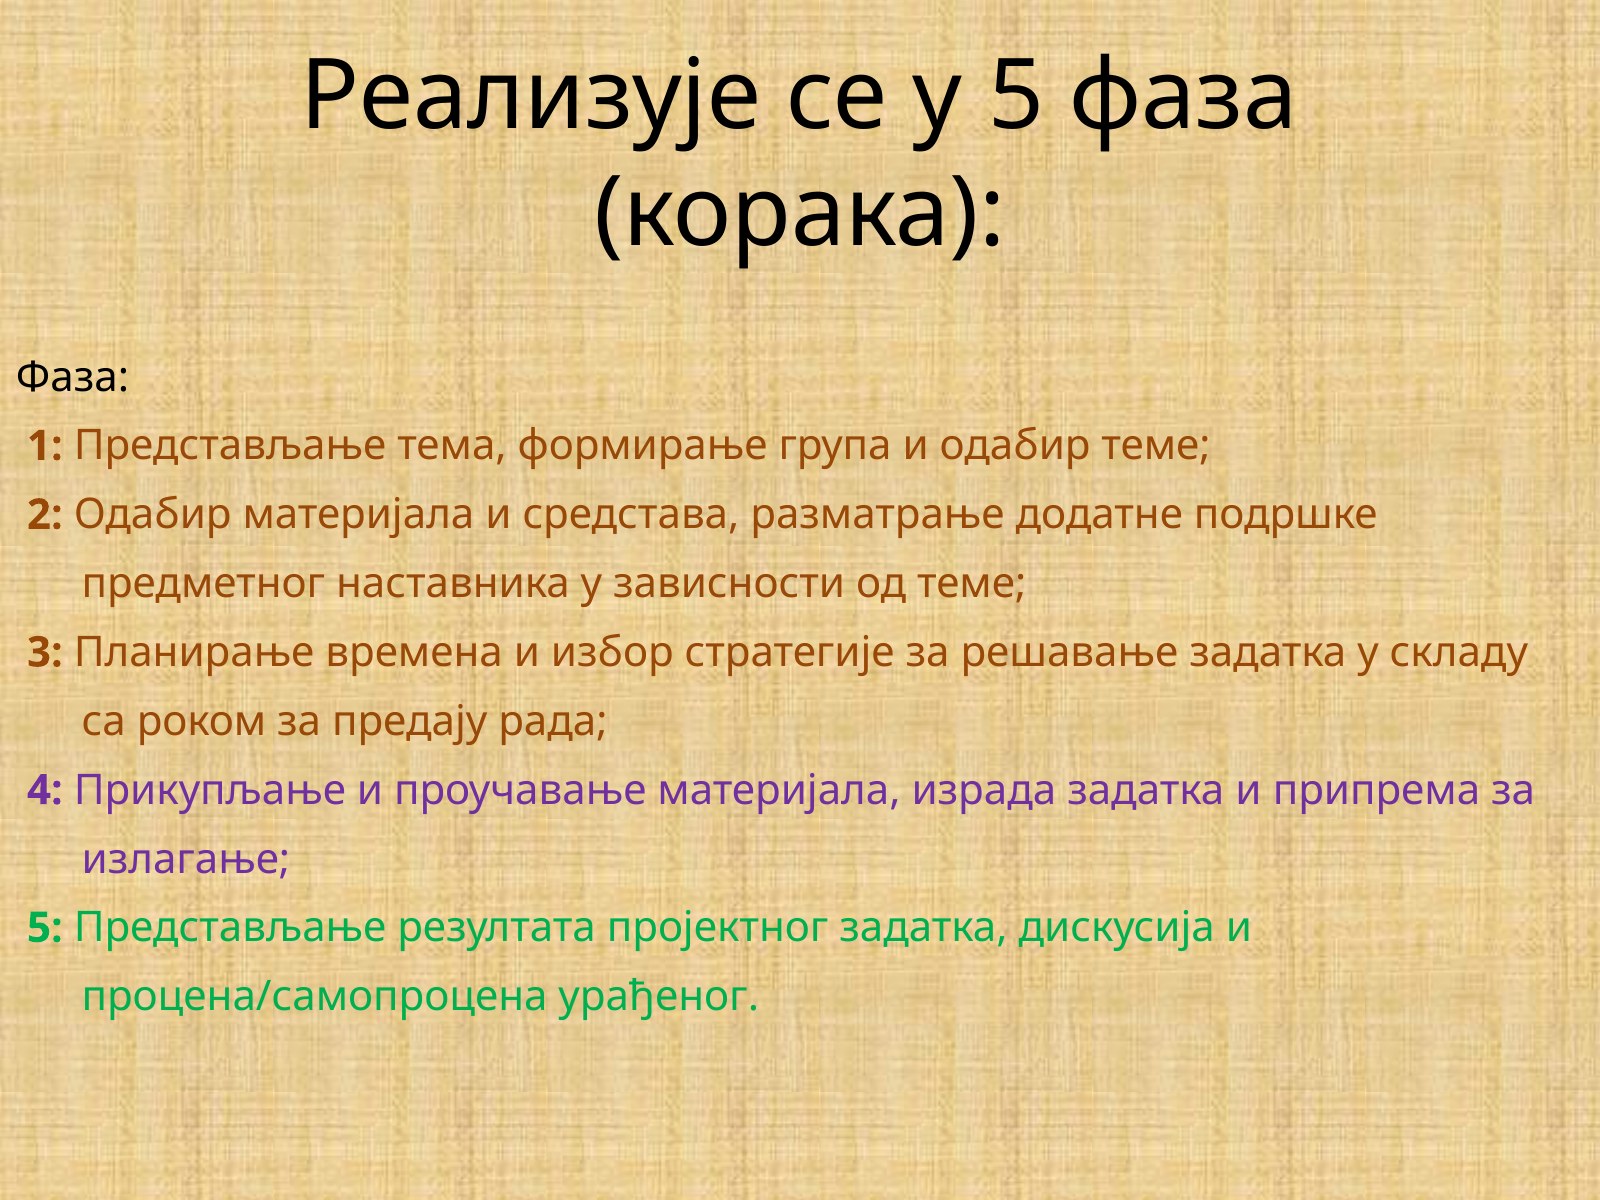 Реализује се у 5 фаза
(корака):
Фаза:
1: Представљање тема, формирање група и одабир теме;
2: Одабир материјала и средстава, разматрање додатне подршке
предметног наставника у зависности од теме;
3: Планирање времена и избор стратегије за решавање задатка у складу
са роком за предају рада;
4: Прикупљање и проучавање материјала, израда задатка и припрема за
излагање;
5: Представљање резултата пројектног задатка, дискусија и
процена/самопроцена урађеног.